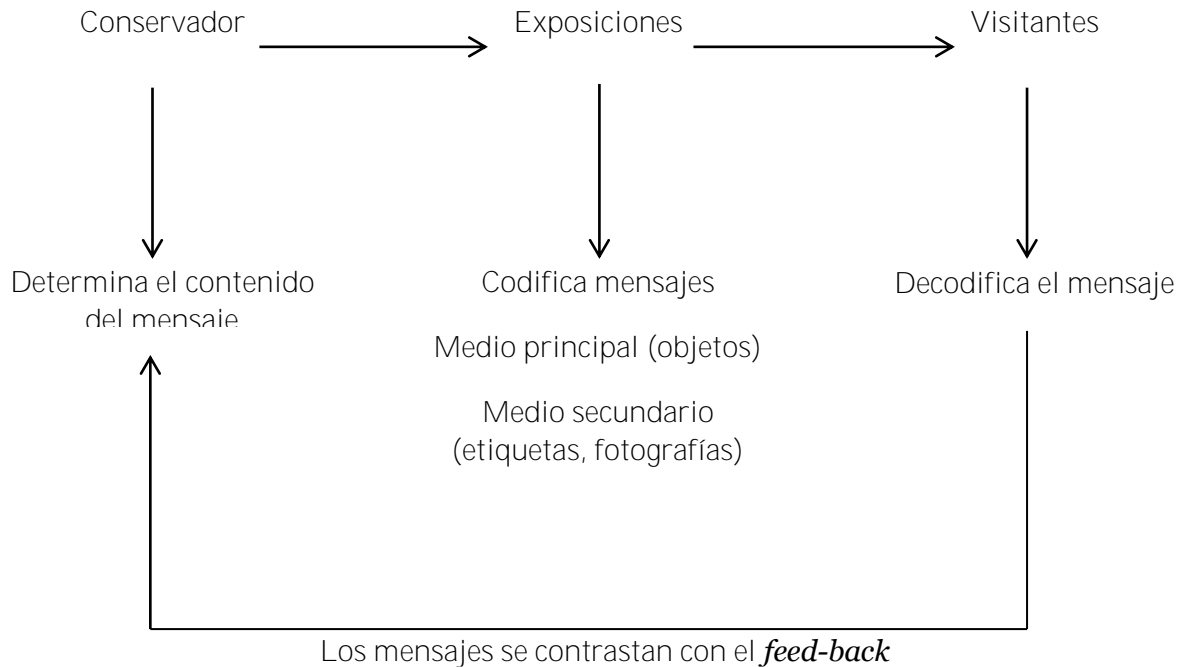 Conservador
Exposiciones
Visitantes
Determina el contenido
del mensaje
Codifica mensajes
Decodifica el mensaje
Medio principal (objetos)
Medio secundario
(etiquetas, fotografías)
Los mensajes se contrastan con el feed-back